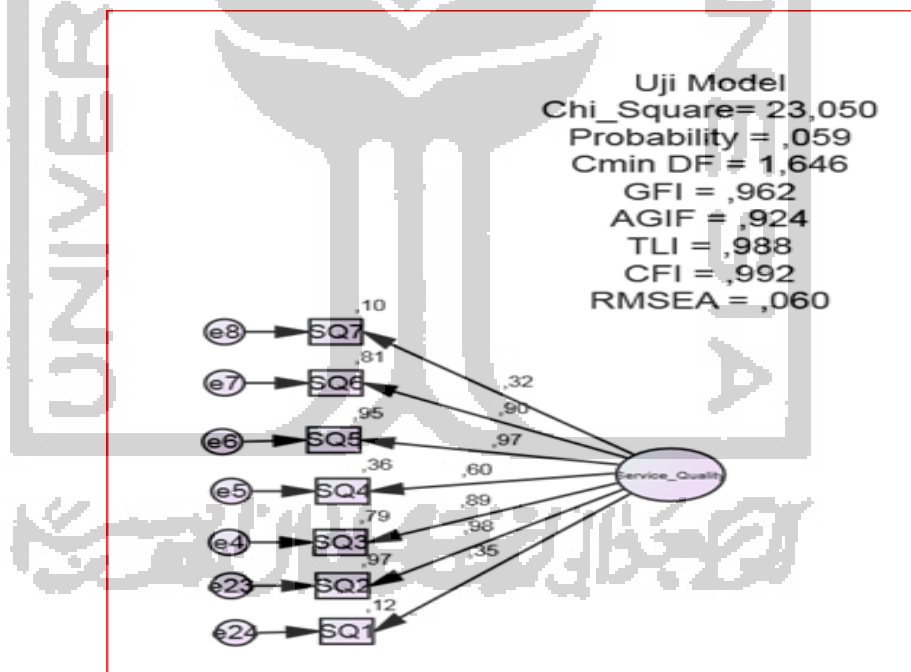 UNIVER
NESIA
Uji Model
Chi_Square= 23,050
Probability = ,059
Cmin DF = 1,646
GFI = ,962
AGIF = ,924
TLI = ,988
CFI = ,992
RMSEA = ,060
,10
e8 SQ7
,32
,81
e7 SQ6
,90
,95
e6 SQ5
,97
,36
e5 SQ4
,60
Service_Quality
,79
e4 SQ3
,89
,97
e23 SQ2
,98
,12
e24 SQ1
,35